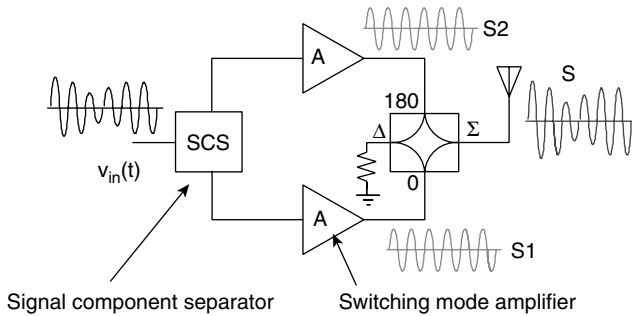 S2
A
S
180
Δ
Σ
SCS
v_in(t)
0
A
S1
Signal component separator
Switching mode amplifier